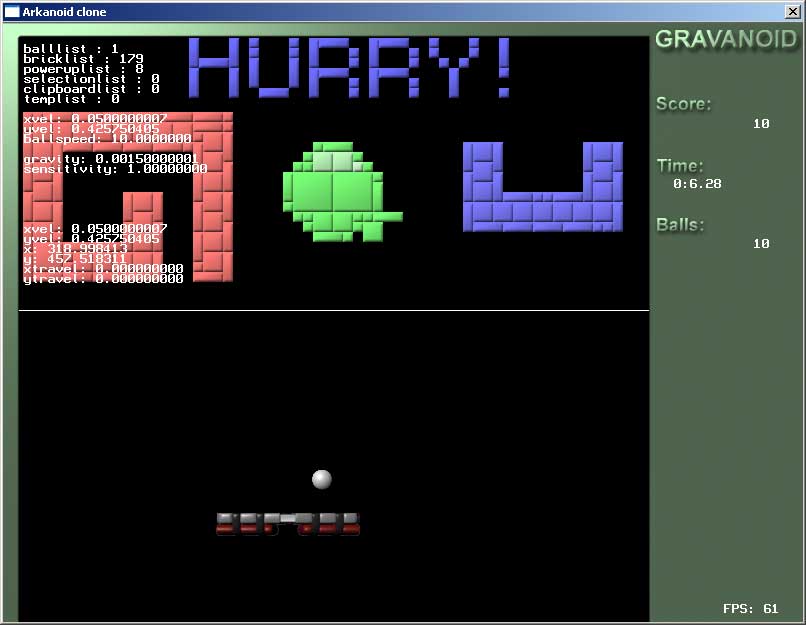 Arkanoid clone
balllist : 1
bricklist : 179
poweruplist : 8
selectionlist : 0
clipboardlist : 0
templist : 0
HURRY!
GRAVANOID
xvel: 0.0500000007
yvel: 0.425750405
ballspeed: 10.0000000
gravity: 0.00150000001
sensitivity: 1.00000000
Score:
10
Time:
0:6.28
Balls:
10
xvel: 0.0500000007
yvel: 0.425750405
x: 318.998413
y: 457.518311
xtravel: 0.000000000
ytravel: 0.000000000
FPS: 61